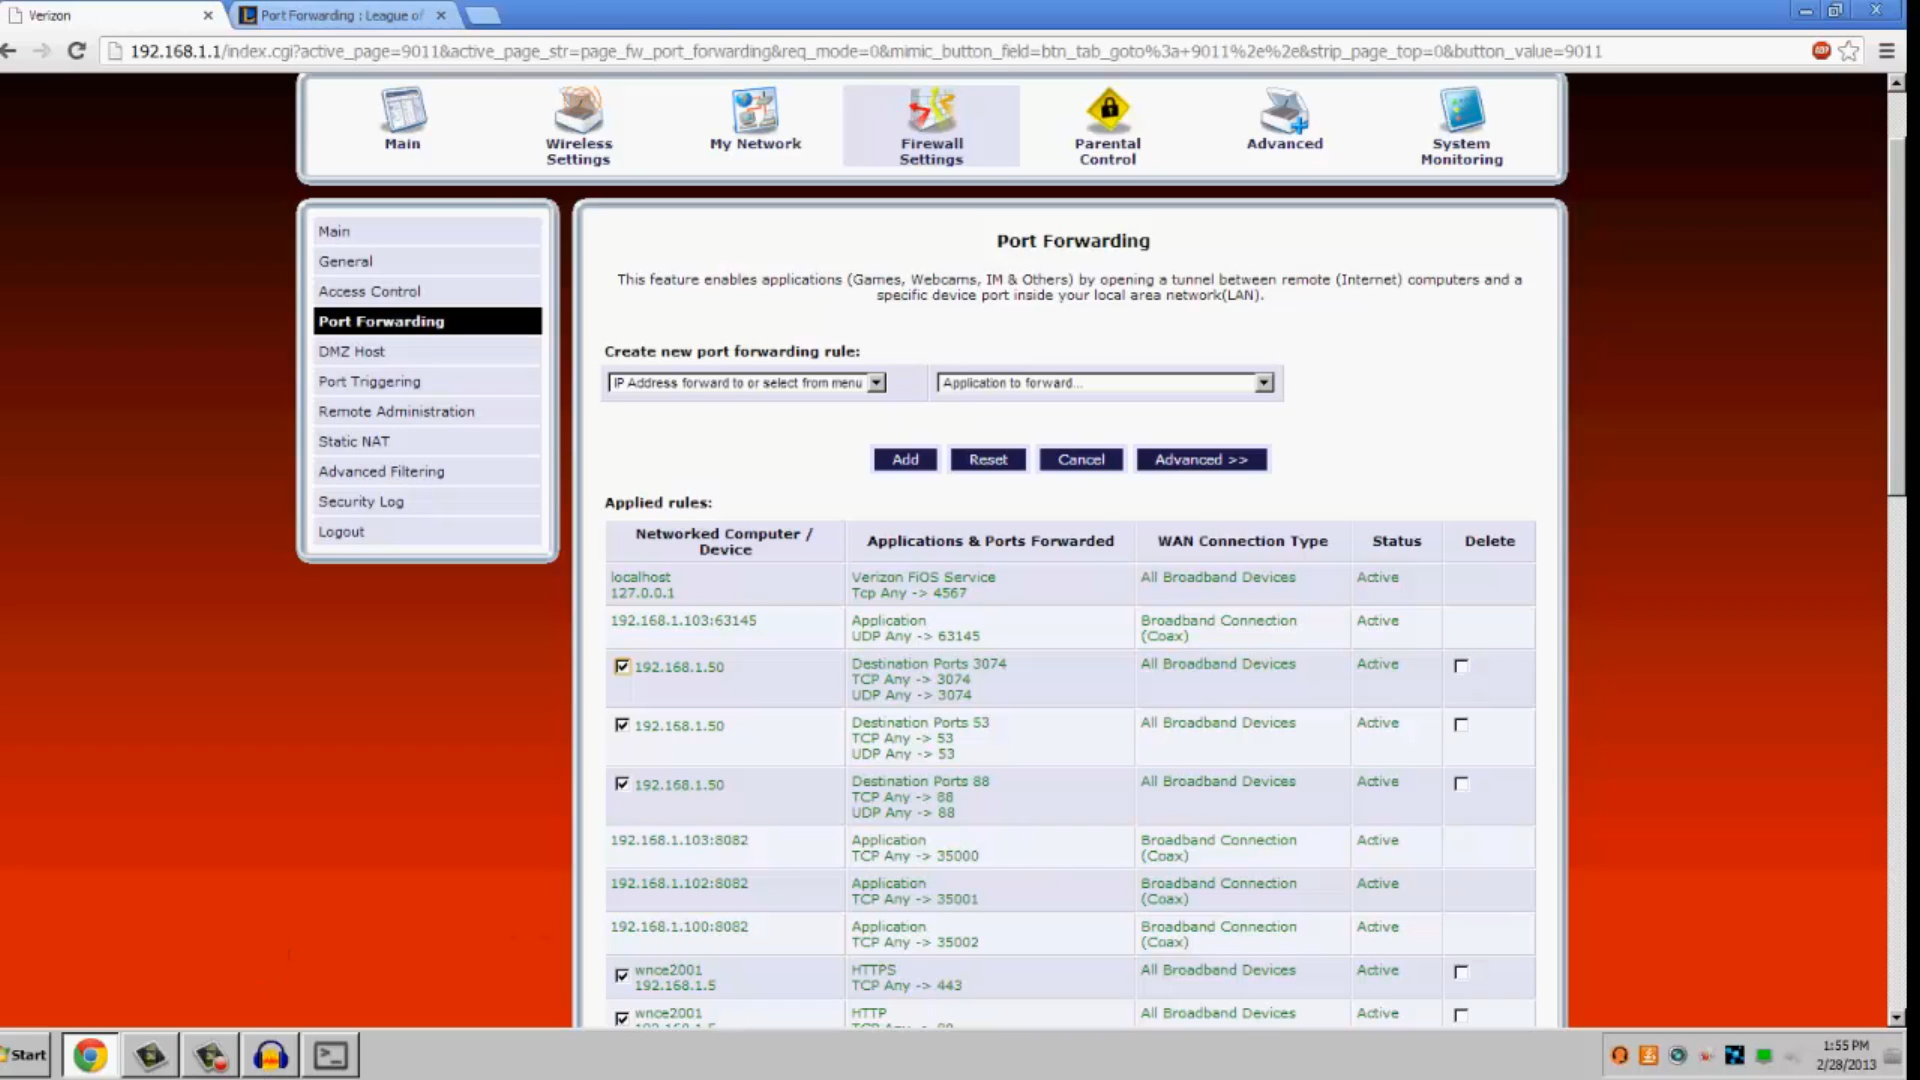 Verizon
Port Forwarding : League of
192.168.1.1/index.cgi?active_page=9011&active_page_str=page_fw_port_forwarding&req_mode=0&mimic_button_field=btn_tab_goto%3a+9011%2e%2e&strip_page_top=0&button_value=9011
ABP
Main
Wireless
Settings
My Network
Firewall
Settings
Parental
Control
Advanced
System
Monitoring
Main
General
Access Control
Port Forwarding
DMZ Host
Port Triggering
Remote Administration
Static NAT
Advanced Filtering
Security Log
Logout
Port Forwarding
This feature enables applications (Games, Webcams, IM & Others) by opening a tunnel between remote (Internet) computers and a
specific device port inside your local area network(LAN).
Create new port forwarding rule:
IP Address forward to or select from menu
Application to forward...
Add
Reset
Cancel
Advanced >>
Applied rules:
Networked Computer /
Device
Applications & Ports Forwarded
WAN Connection Type
Status
Delete
localhost
127.0.0.1
Verizon FiOS Service
Tcp Any -> 4567
All Broadband Devices
Active
192.168.1.103:63145
Application
UDP Any -> 63145
Broadband Connection
(Coax)
Active
192.168.1.50
Destination Ports 3074
TCP Any -> 3074
UDP Any -> 3074
All Broadband Devices
Active
192.168.1.50
Destination Ports 53
TCP Any -> 53
UDP Any -> 53
All Broadband Devices
Active
192.168.1.50
Destination Ports 88
TCP Any -> 88
UDP Any -> 88
All Broadband Devices
Active
192.168.1.103:8082
Application
TCP Any -> 35000
Broadband Connection
(Coax)
Active
192.168.1.102:8082
Application
TCP Any -> 35001
Broadband Connection
(Coax)
Active
192.168.1.100:8082
Application
TCP Any -> 35002
Broadband Connection
(Coax)
Active
wnce2001
192.168.1.5
HTTPS
TCP Any -> 443
All Broadband Devices
Active
wnce2001
HTTP
All Broadband Devices
Active
Start
1:55 PM
2/28/2013